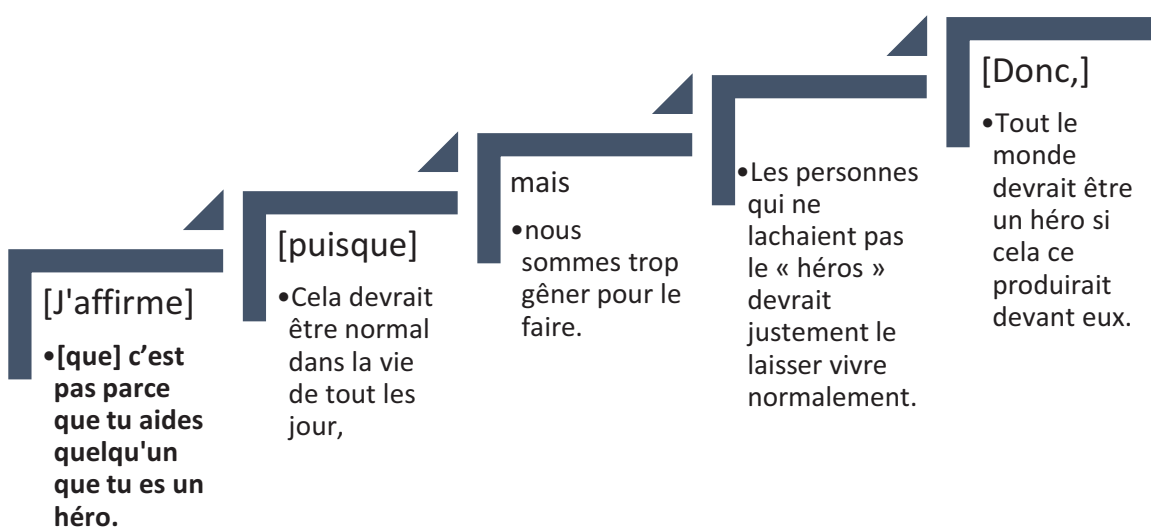 [J'affirme]
•[que] c’est
pas parce
que tu aides
quelqu'un
que tu es un
héro.
[puisque]
•Cela devrait
être normal
dans la vie
de tout les
jour,
mais
•nous
sommes trop
gêner pour le
faire.
•Les personnes
qui ne
lachaient pas
le « héros »
devrait
justement le
laisser vivre
normalement.
[Donc,]
•Tout le
monde
devrait être
un héro si
cela ce
produirait
devant eux.